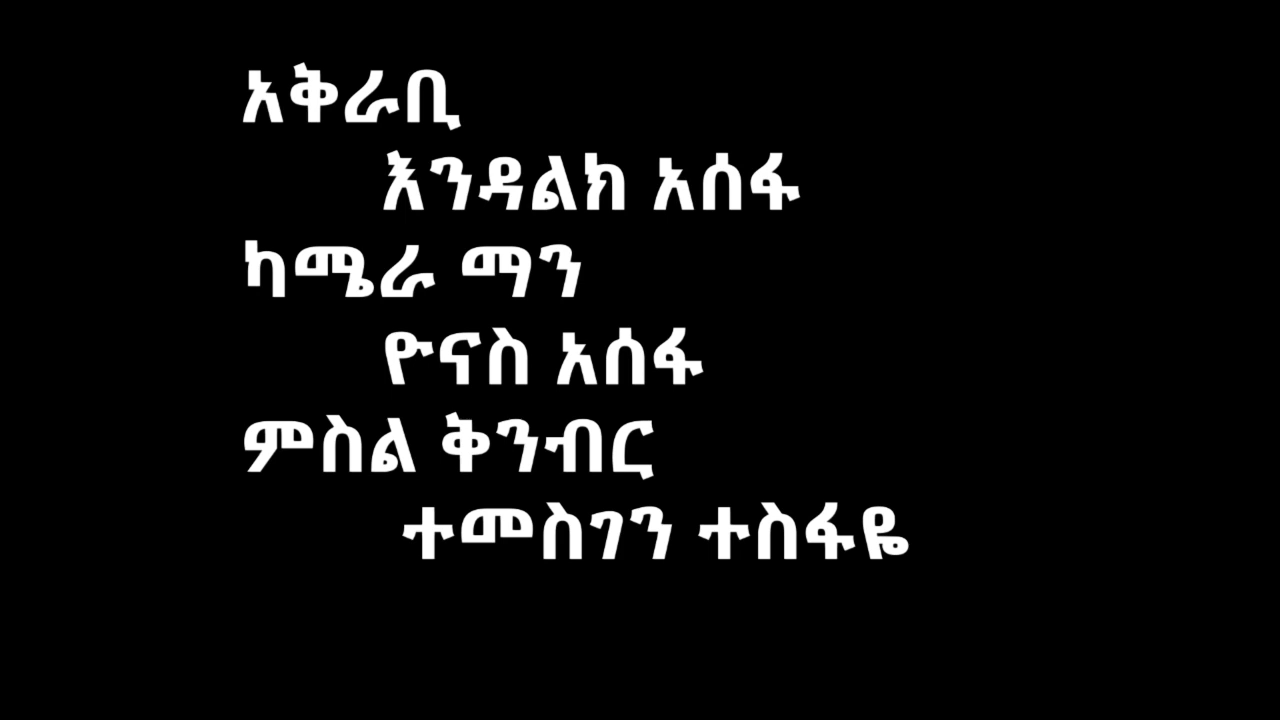 አቅራቢ
እንዳልክ አሰፋ
ካሜራ ማን
ዮናስ አሰፋ
ምስል ቅንብር
ተመስገን ተስፋዬ